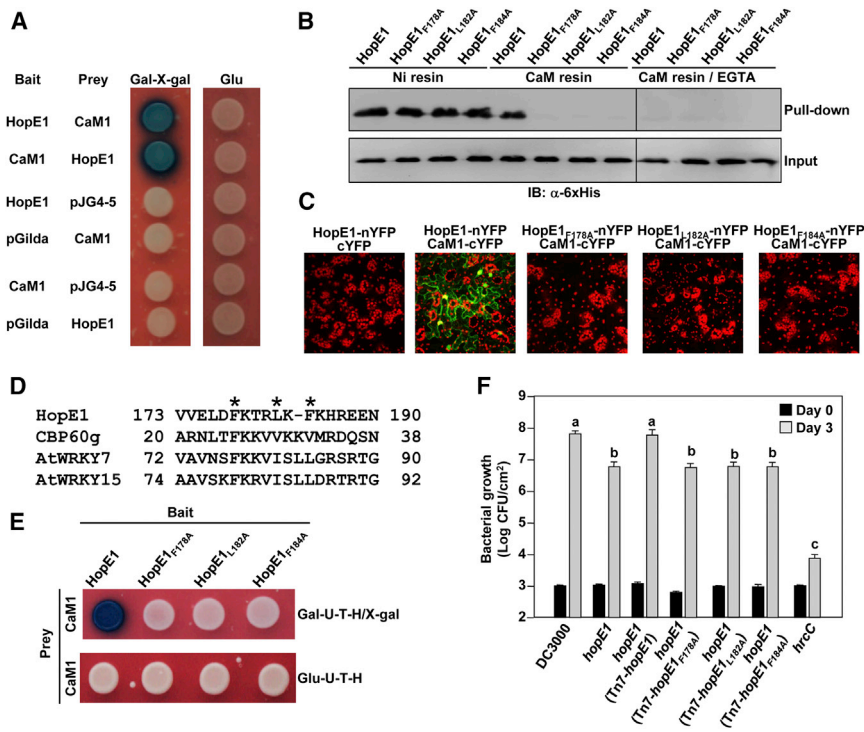 A
Bait Prey Gal-X-gal Glu
HopE1 CaM1
CaM1 HopE1
HopE1 pJG4-5
pGilda CaM1
CaM1 pJG4-5
pGilda HopE1
B
HopE1 HopE1F178A HopE1L182A HopE1F184A HopE1 HopE1F178A HopE1L182A HopE1F184A HopE1 HopE1F178A HopE1L182A HopE1F184A
Ni resin CaM resin CaM resin / EGTA
Pull-down
Input
IB: α-6xHis
C
HopE1-nYFP HopE1-nYFP HopE1F178A-nYFP HopE1L182A-nYFP HopE1F184A-nYFP
cYFP CaM1-cYFP CaM1-cYFP CaM1-cYFP CaM1-cYFP
D
* * *
HopE1 173 VVELDFKTRLK-FKHREEN 190
CBP60g 20 ARNLTFKKVVKKVMRDQSN 38
AtWRKY7 72 VAVNSFKKVISLLGRSRTG 90
AtWRKY15 74 AAVSKFKRVISLLDRTRTG 92
E
Bait
HopE1 HopE1F178A HopE1L182A HopE1F184A
Prey
CaM1 Gal-U-T-H/X-gal
CaM1 Glu-U-T-H
F
Bacterial growth
(Log CFU/cm2)
9
8
7
6
5
4
3
2
Day 0
Day 3
a b a b b b c
DC3000
hopE1
hopE1
(Tn7-hopE1)
hopE1
(Tn7-hopE1F178A)
hopE1
(Tn7-hopE1L182A)
hopE1
(Tn7-hopE1F184A)
hrcC